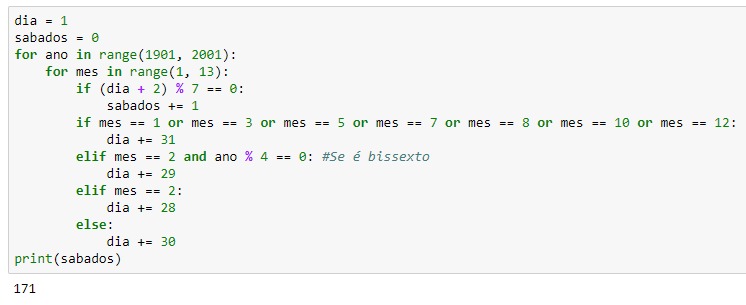 dia = 1
sabados = 0
for ano in range(1901, 2001):
    for mes in range(1, 13):
        if (dia + 2) % 7 == 0:
            sabados += 1
        if mes == 1 or mes == 3 or mes == 5 or mes == 7 or mes == 8 or mes == 10 or mes == 12:
            dia += 31
        elif mes == 2 and ano % 4 == 0: #Se é bissexto
            dia += 29
        elif mes == 2:
            dia += 28
        else:
            dia += 30
print(sabados)
171